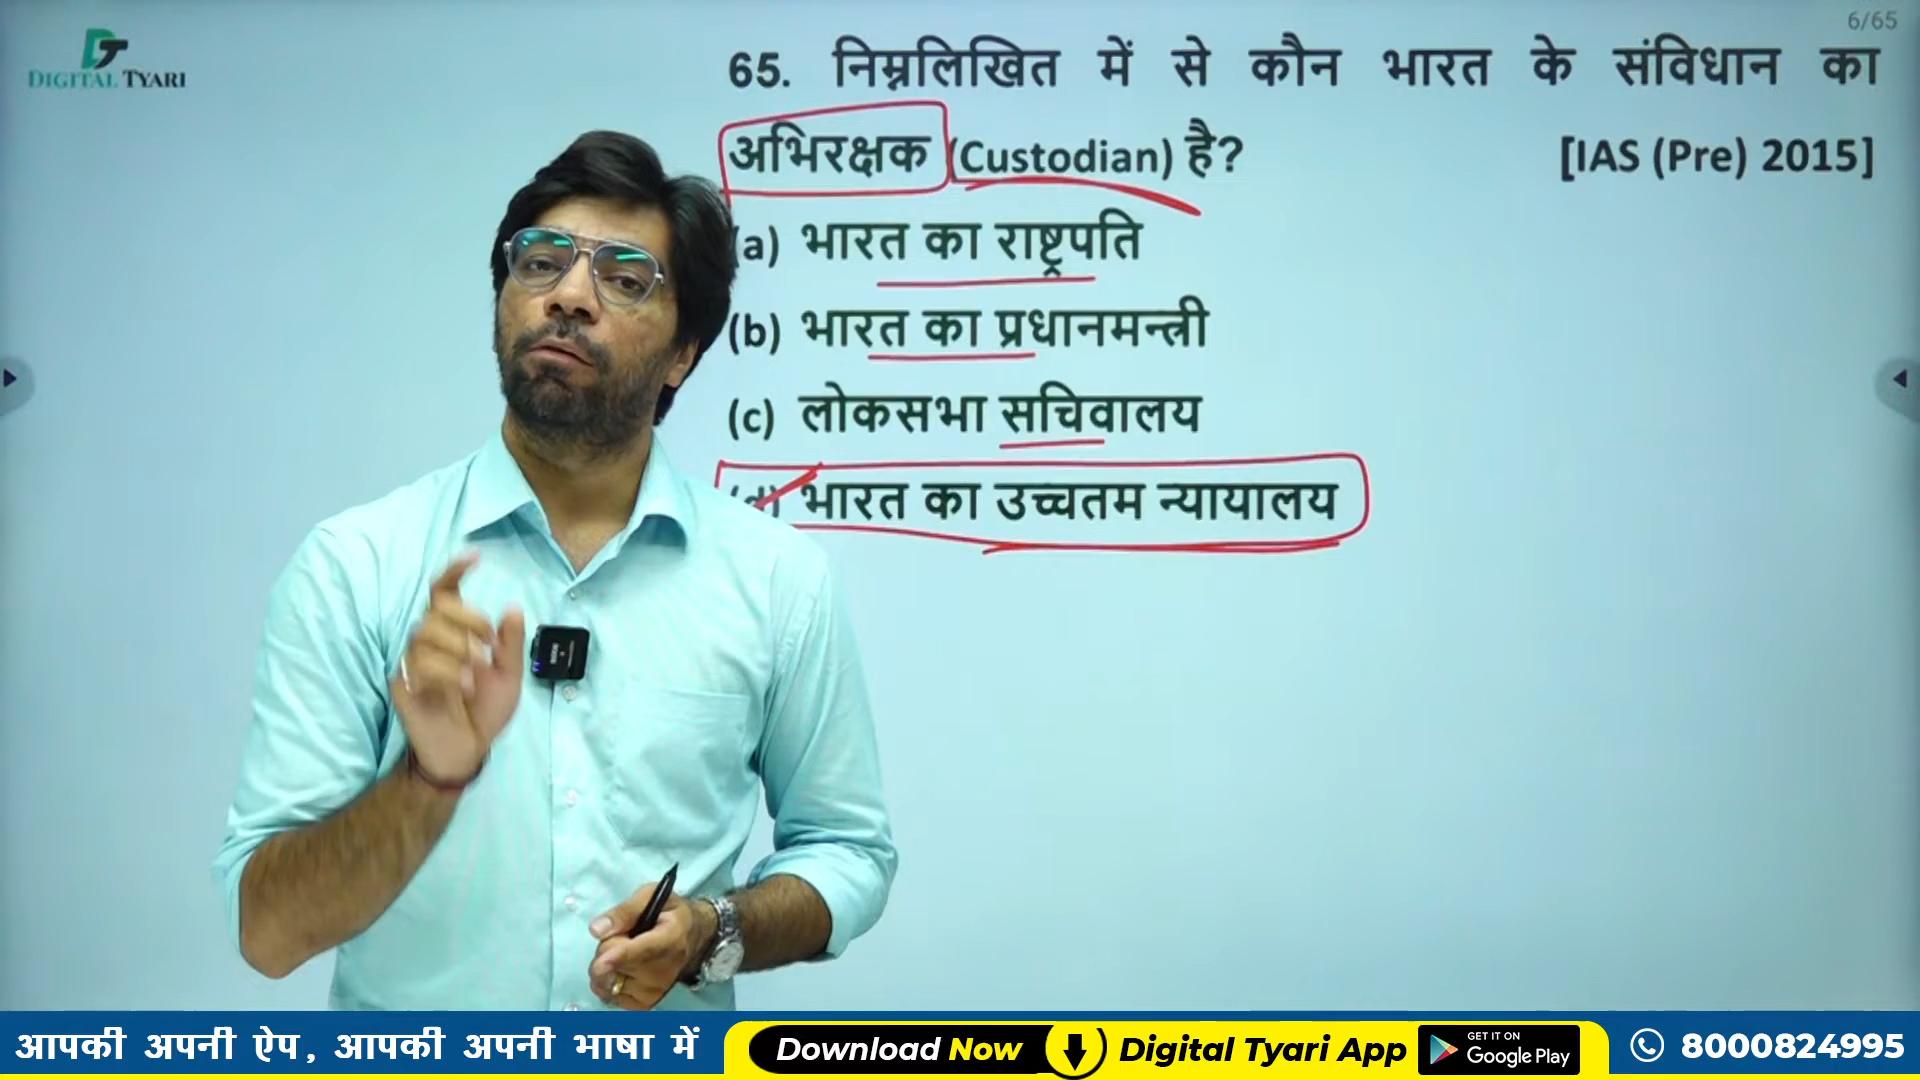 6/65
DT
DIGITAL TYARI
65. निम्नलिखित में से कौन भारत के संविधान का
अभिरक्षक (Custodian) है? [IAS (Pre) 2015]
(a) भारत का राष्ट्रपति
(b) भारत का प्रधानमन्त्री
(c) लोकसभा सचिवालय
(d) भारत का उच्चतम न्यायालय
आपकी अपनी ऐप, आपकी अपनी भाषा में
Download Now
Digital Tyari App
GET IT ON
Google Play
8000824995